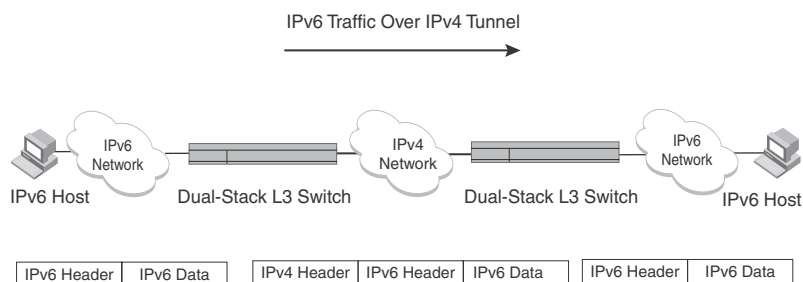 IPv6 Traffic Over IPv4 Tunnel
IPv6
Network
IPv4
Network
IPv6
Network
IPv6 Host
Dual-Stack L3 Switch
Dual-Stack L3 Switch
IPv6 Host
IPv6 Header IPv6 Data
IPv4 Header IPv6 Header IPv6 Data
IPv6 Header IPv6 Data